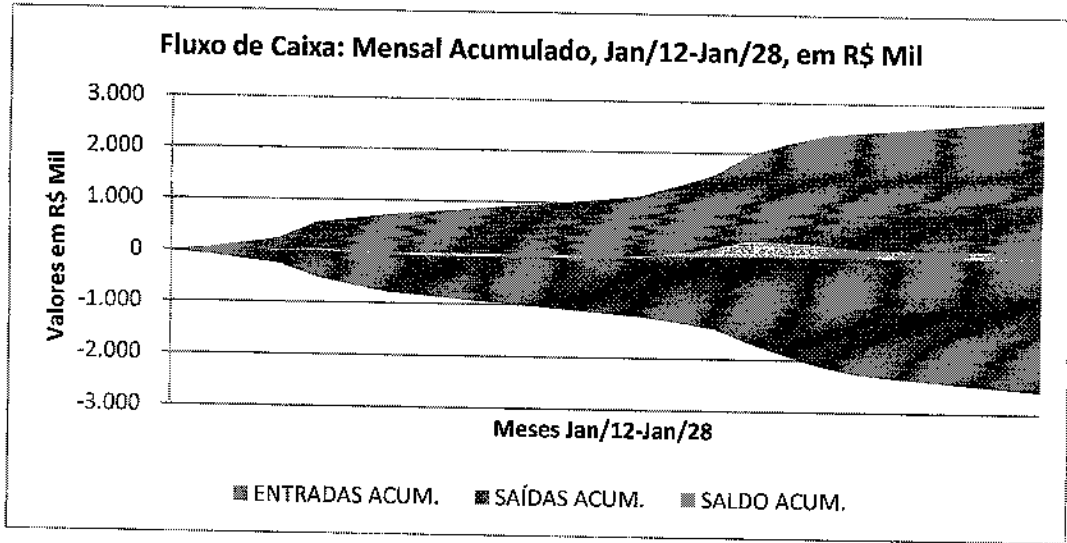 Fluxo de Caixa: Mensal Acumulado, Jan/12-Jan/28, em R$ Mil
Valores em R$ Mil
3.000
2.000
1.000
0
-1.000
-2.000
-3.000
Meses Jan/12-Jan/28
ENTRADAS ACUM. SAÍDAS ACUM. SALDO ACUM.